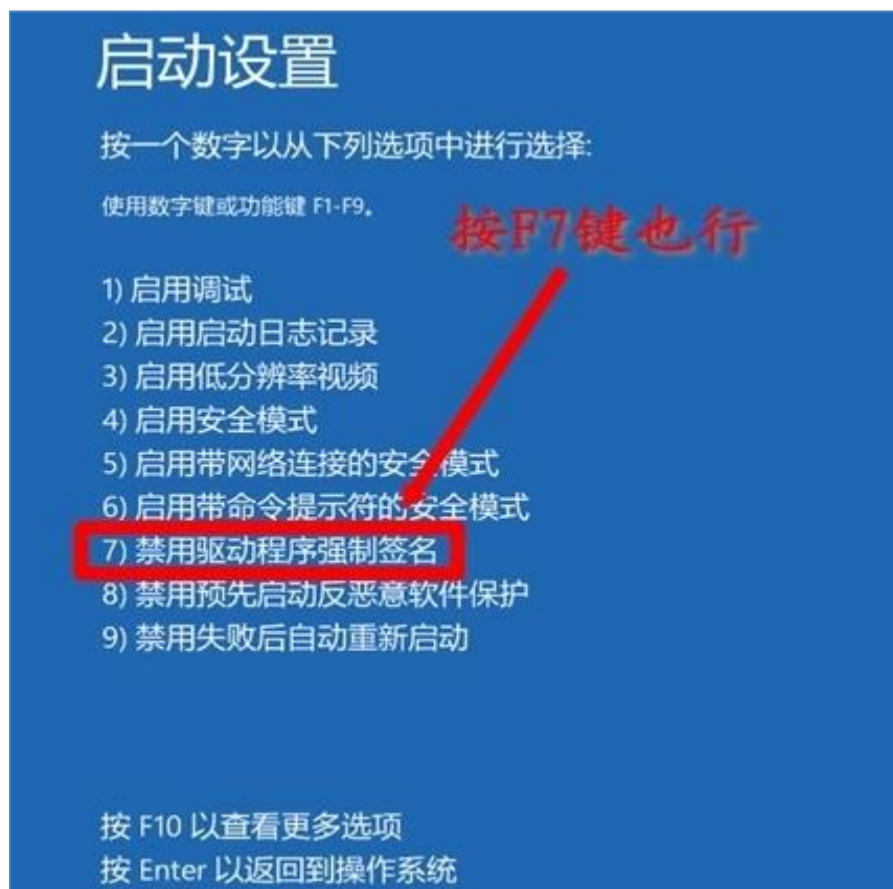 启动设置
按一个数字以从下列选项中进行选择:
使用数字键或功能键 F1-F9。
按F7键也行
1) 启用调试
2) 启用启动日志记录
3) 启用低分辨率视频
4) 启用安全模式
5) 启用带网络连接的安全模式
6) 启用带命令提示符的安全模式
7) 禁用驱动程序强制签名
8) 禁用预先启动反恶意软件保护
9) 禁用失败后自动重新启动
按 F10 以查看更多选项
按 Enter 以返回到操作系统